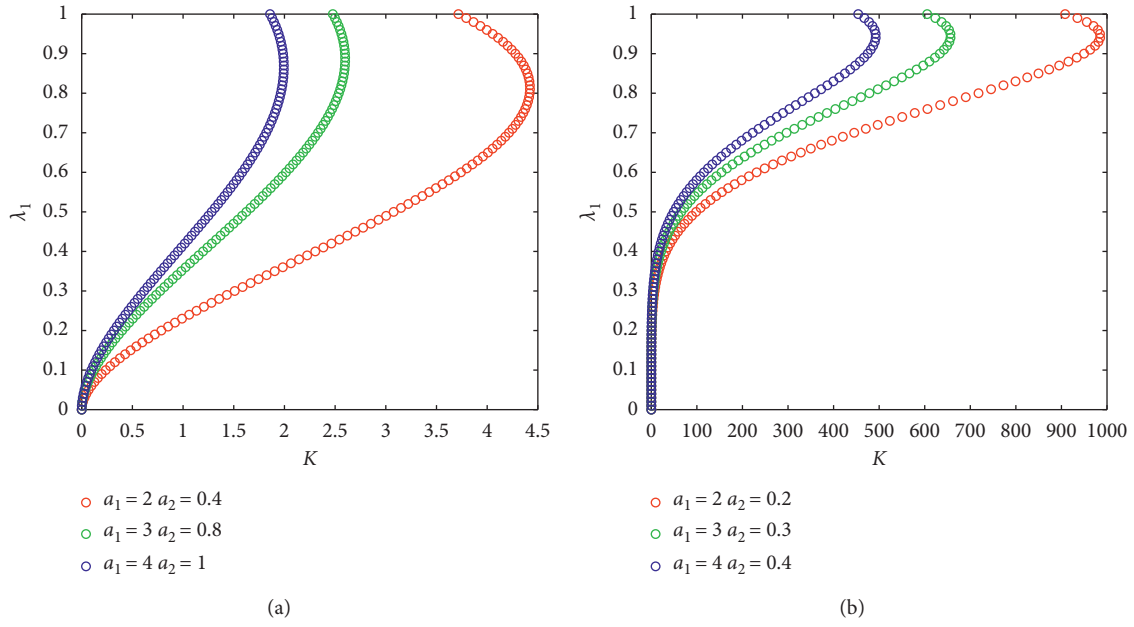 1
0.9
0.8
0.7
0.6
0.5
0.4
0.3
0.2
0.1
0
λ1
0 0.5 1 1.5 2 2.5 3 3.5 4 4.5
K
a1 = 2 a2 = 0.4
a1 = 3 a2 = 0.8
a1 = 4 a2 = 1
(a)
1
0.9
0.8
0.7
0.6
0.5
0.4
0.3
0.2
0.1
0
λ1
0 100 200 300 400 500 600 700 800 900 1000
K
a1 = 2 a2 = 0.2
a1 = 3 a2 = 0.3
a1 = 4 a2 = 0.4
(b)